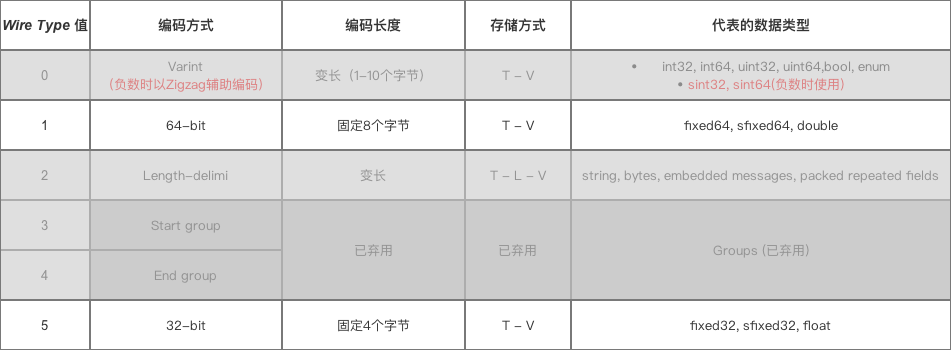 Wire Type 值 编码方式 编码长度 存储方式 代表的数据类型
0 Varint 变长（1-10个字节） T - V • int32, int64, uint32, uint64,bool, enum
（负数时以Zigzag辅助编码） • sint32, sint64(负数时使用)
1 64-bit 固定8个字节 T - V fixed64, sfixed64, double
2 Length-delimi 变长 T - L - V string, bytes, embedded messages, packed repeated fields
3 Start group
已弃用 已弃用 Groups (已弃用)
4 End group
5 32-bit 固定4个字节 T - V fixed32, sfixed32, float